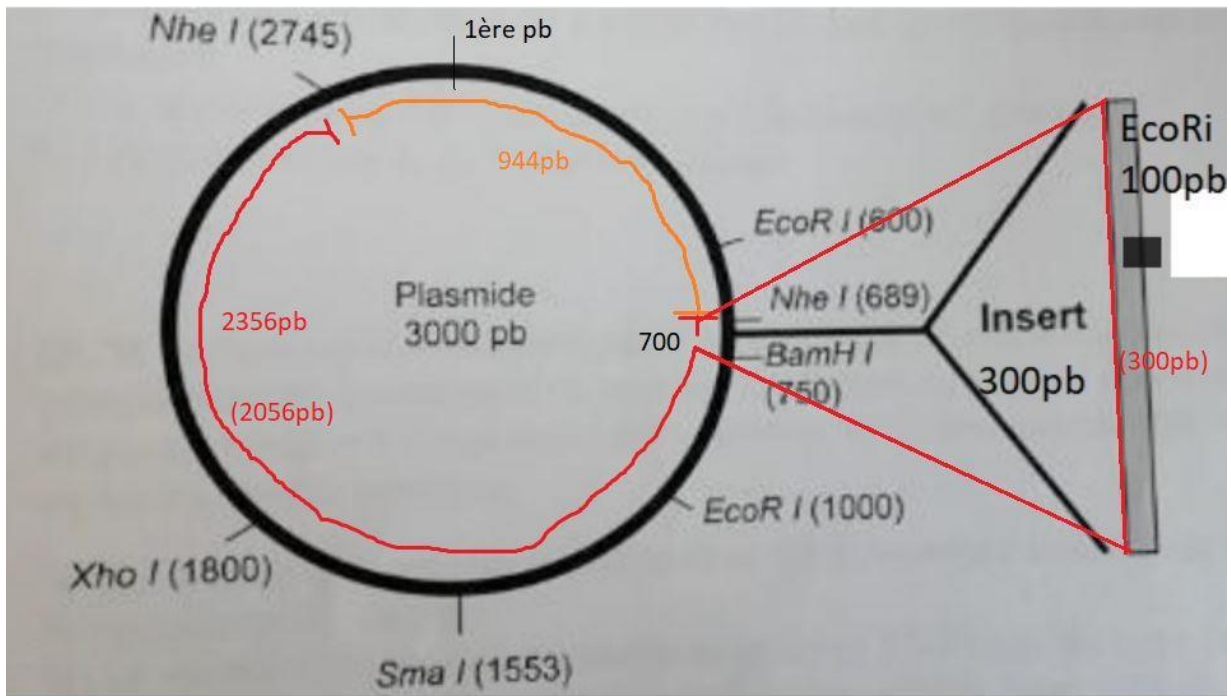 1ère pb
Nhe I (2745)
944pb
EcoRi
100pb
EcoR I (600)
Plasmide
3000 pb
2356pb
(2056pb)
700
Nhe I (689)
BamH I
(750)
Insert
300pb
(300pb)
EcoR I (1000)
Xho I (1800)
Sma I (1553)